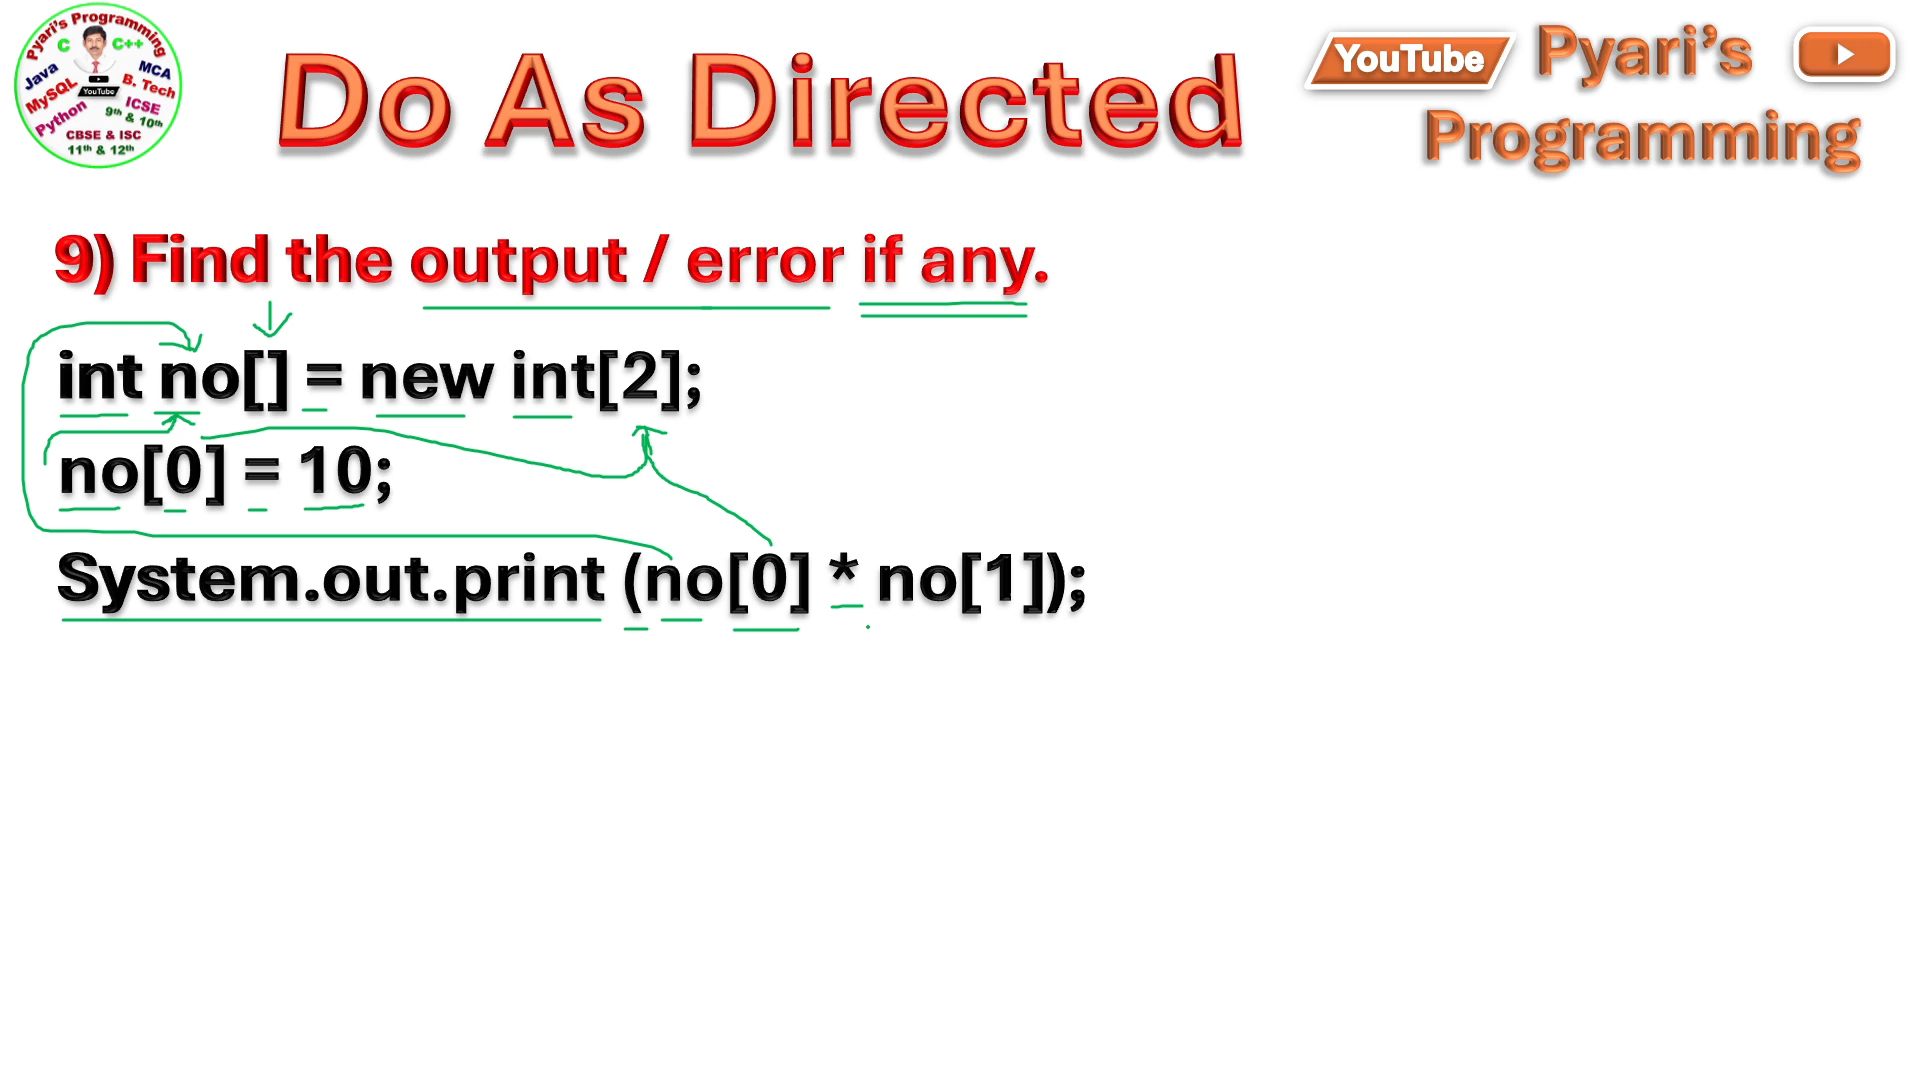 Pyari's Programming
C C++
Java MCA
MySQL B. Tech
YouTube
Python ICSE
9th & 10th
CBSE & ISC
11th & 12th
Do As Directed
YouTube Pyari's
Programming
9) Find the output / error if any.
int no[] = new int[2];
no[0] = 10;
System.out.print (no[0] * no[1]);